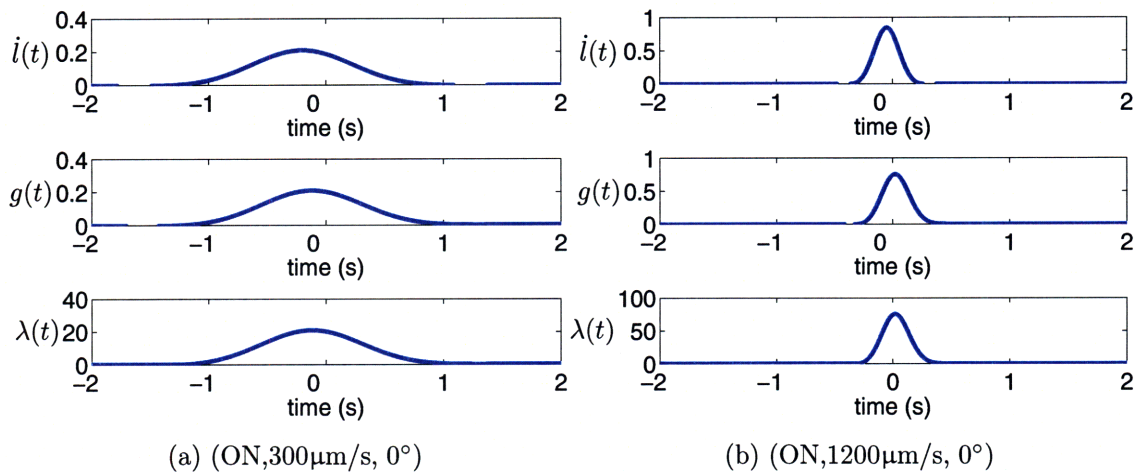 0.4
l̇(t) 0.2
0
−2 −1 0 1 2
time (s)
0.4
g(t) 0.2
0
−2 −1 0 1 2
time (s)
40
λ(t) 20
0
−2 −1 0 1 2
time (s)
(a) (ON,300μm/s, 0°)
1
l̇(t) 0.5
0
−2 −1 0 1 2
time (s)
1
g(t) 0.5
0
−2 −1 0 1 2
time (s)
100
λ(t) 50
0
−2 −1 0 1 2
time (s)
(b) (ON,1200μm/s, 0°)